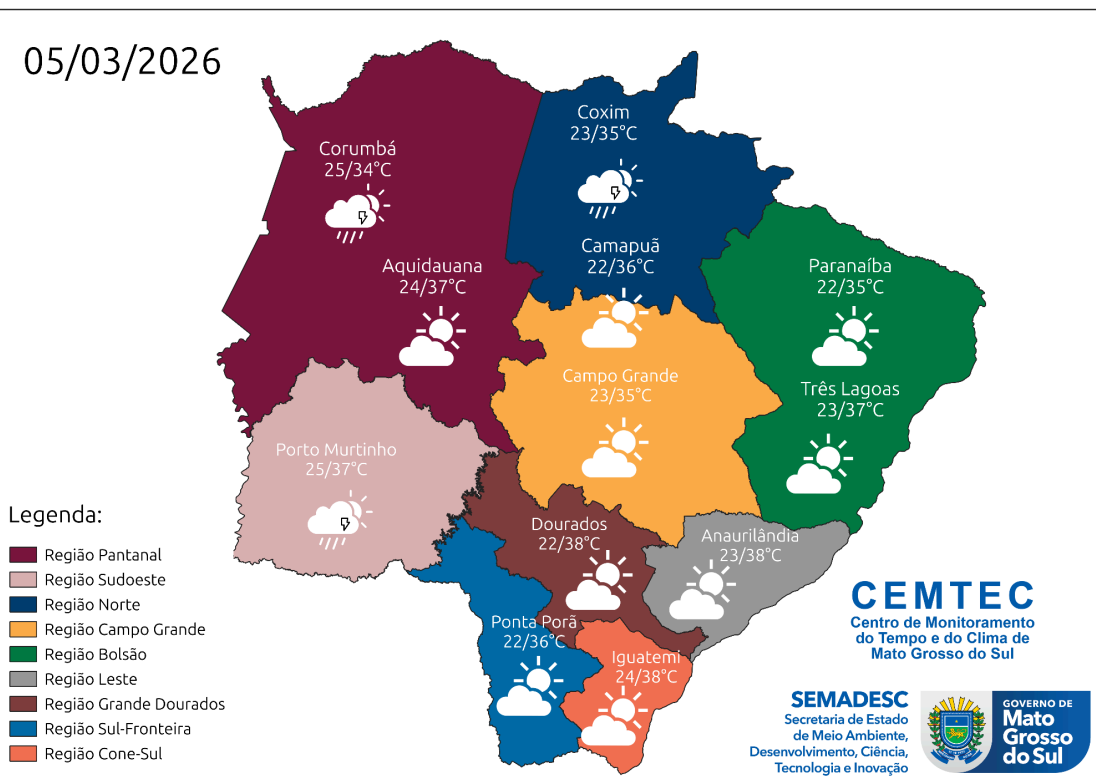 05/03/2026
Coxim
23/35°C
Corumbá
25/34°C
Camapuã
22/36°C
Aquidauana
24/37°C
Paranaíba
22/35°C
Campo Grande
23/35°C
Três Lagoas
23/37°C
Porto Murtinho
25/37°C
Dourados
22/38°C
Anaurilândia
23/38°C
Ponta Porã
22/36°C
Iguatemi
24/38°C
Legenda:
Região Pantanal
Região Sudoeste
Região Norte
Região Campo Grande
Região Bolsão
Região Leste
Região Grande Dourados
Região Sul-Fronteira
Região Cone-Sul
CEMTEC
Centro de Monitoramento
do Tempo e do Clima de
Mato Grosso do Sul
SEMADESC
Secretaria de Estado
de Meio Ambiente,
Desenvolvimento, Ciência,
Tecnologia e Inovação
GOVERNO DE
Mato
Grosso
do Sul